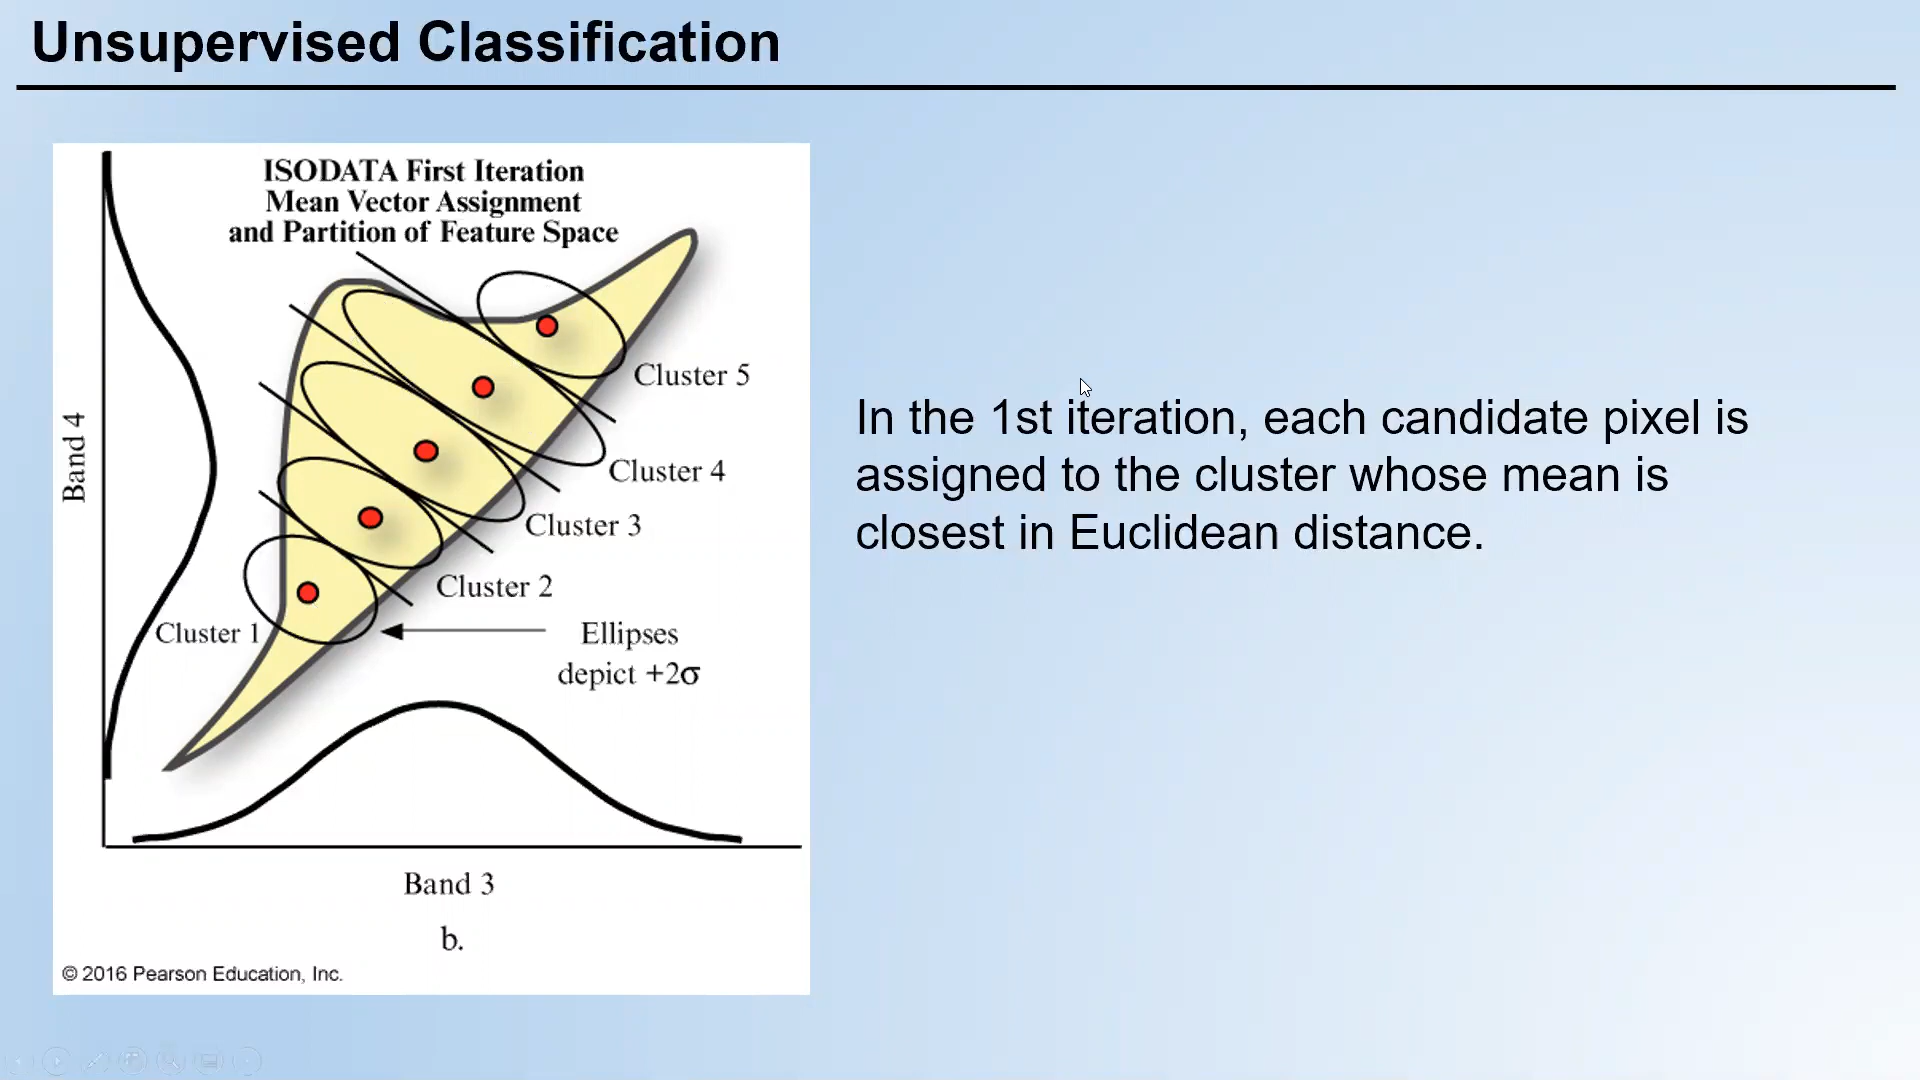 Unsupervised Classification
ISODATA First Iteration
Mean Vector Assignment
and Partition of Feature Space
Band 4
Cluster 5
Cluster 4
Cluster 3
Cluster 2
Cluster 1
Ellipses
depict +2σ
Band 3
b.
© 2016 Pearson Education, Inc.
In the 1st iteration, each candidate pixel is
assigned to the cluster whose mean is
closest in Euclidean distance.